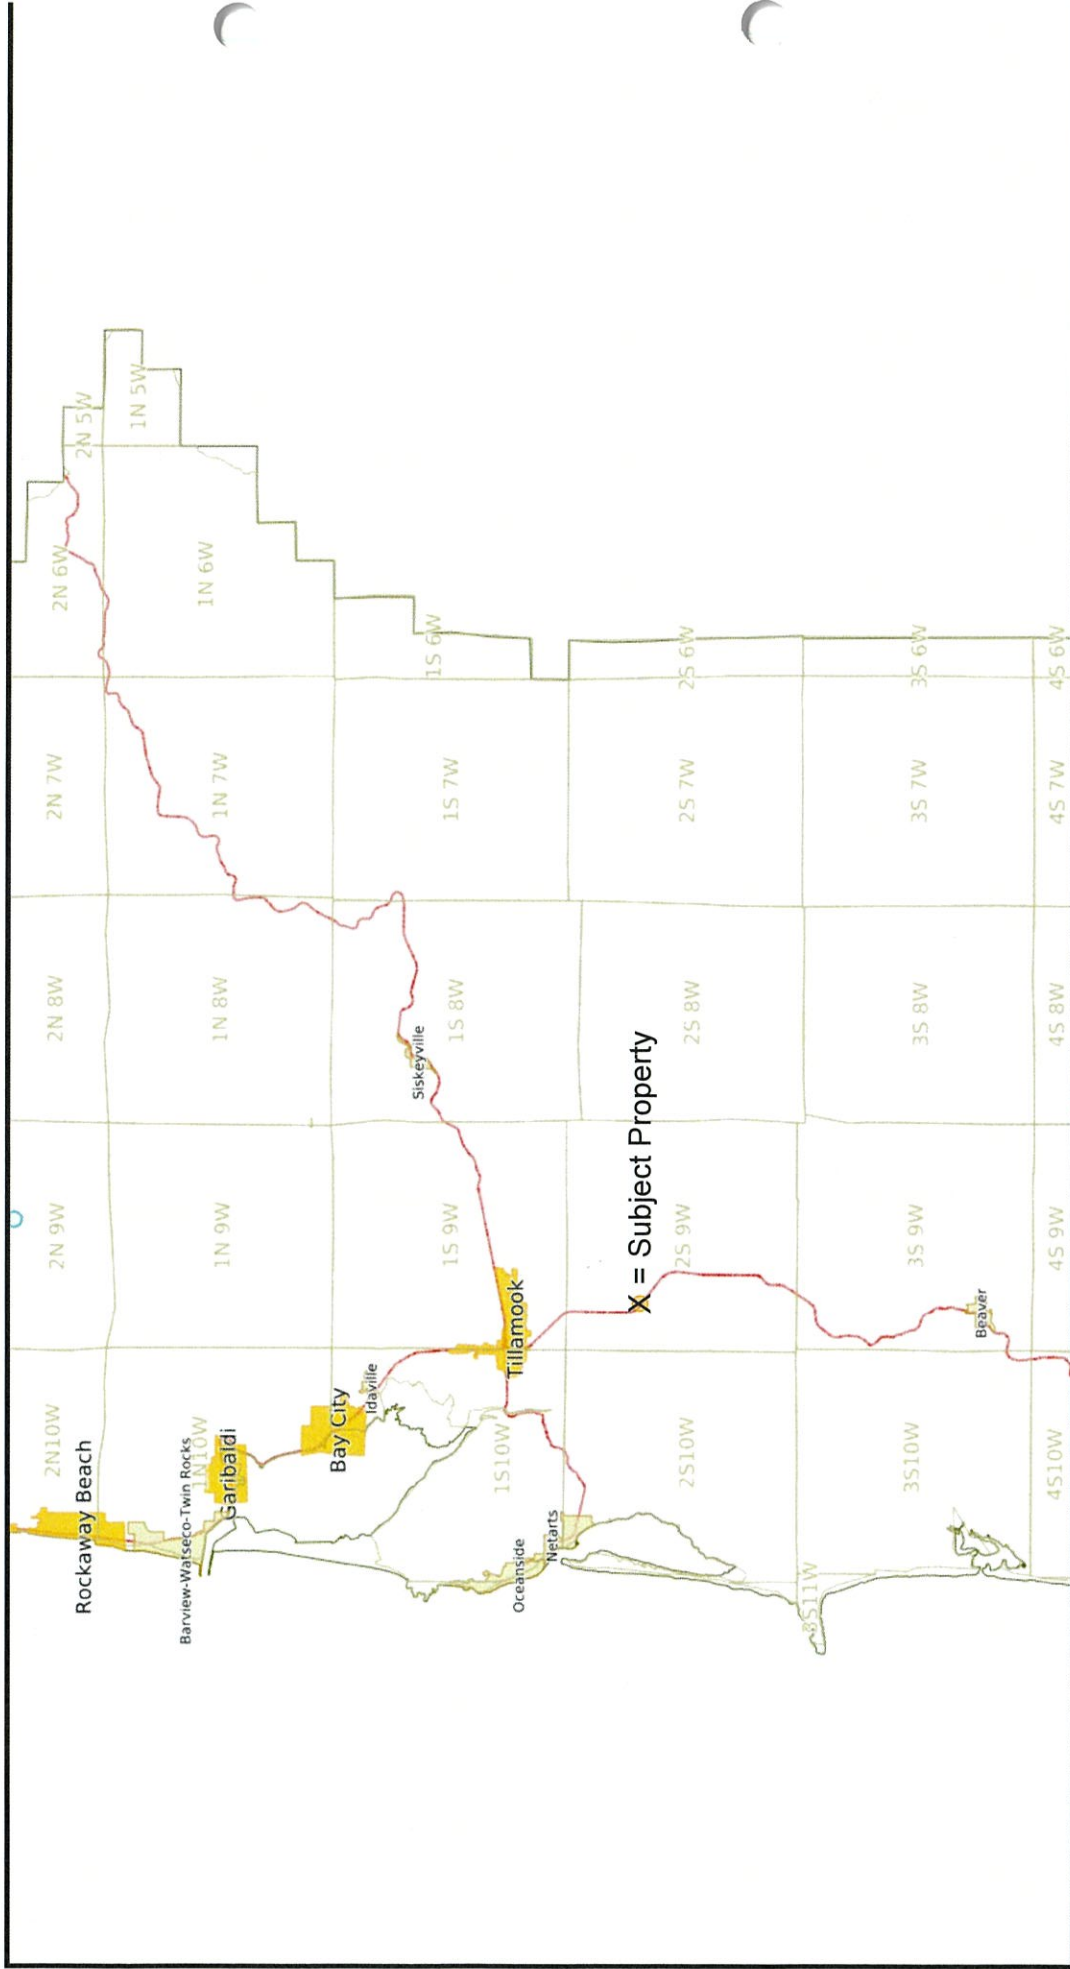 2N10W
2N 9W
2N 8W
2N 7W
2N 6W
2N 5W
Rockaway Beach
1N 5W
Barview-Watseco-Twin Rocks
1N10W
1N 9W
1N 8W
1N 7W
1N 6W
Garibaldi
Bay City
Idaville
Siskeyville
1S 9W
1S 8W
1S 7W
1S 6W
1S10W
Tillamook
Oceanside
Netarts
X = Subject Property
2S10W
2S 9W
2S 8W
2S 7W
2S 6W
3S11W
3S10W
3S 9W
3S 8W
3S 7W
3S 6W
Beaver
4S10W
4S 9W
4S 8W
4S 7W
4S 6W